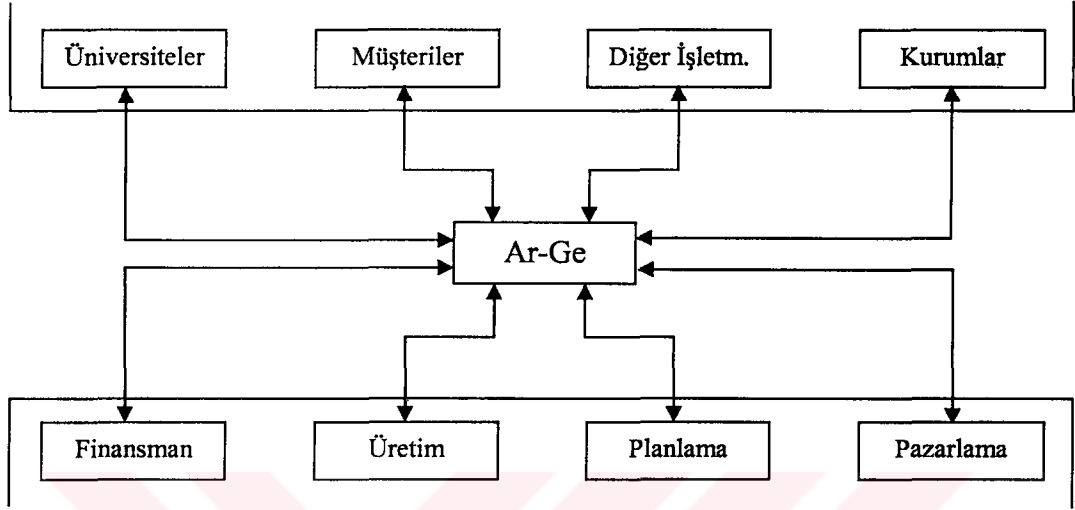 Üniversiteler
Müşteriler
Diğer İşletm.
Kurumlar
Ar-Ge
Finansman
Üretim
Planlama
Pazarlama